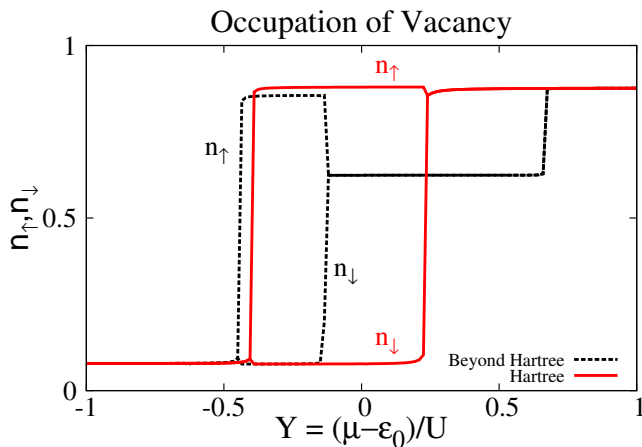 Occupation of Vacancy
1
n↑
n↑
n↑,n↓
0.5
n↓
n↓
Beyond Hartree
Hartree
0
-1
-0.5
0
0.5
1
Y = (μ−ε₀)/U